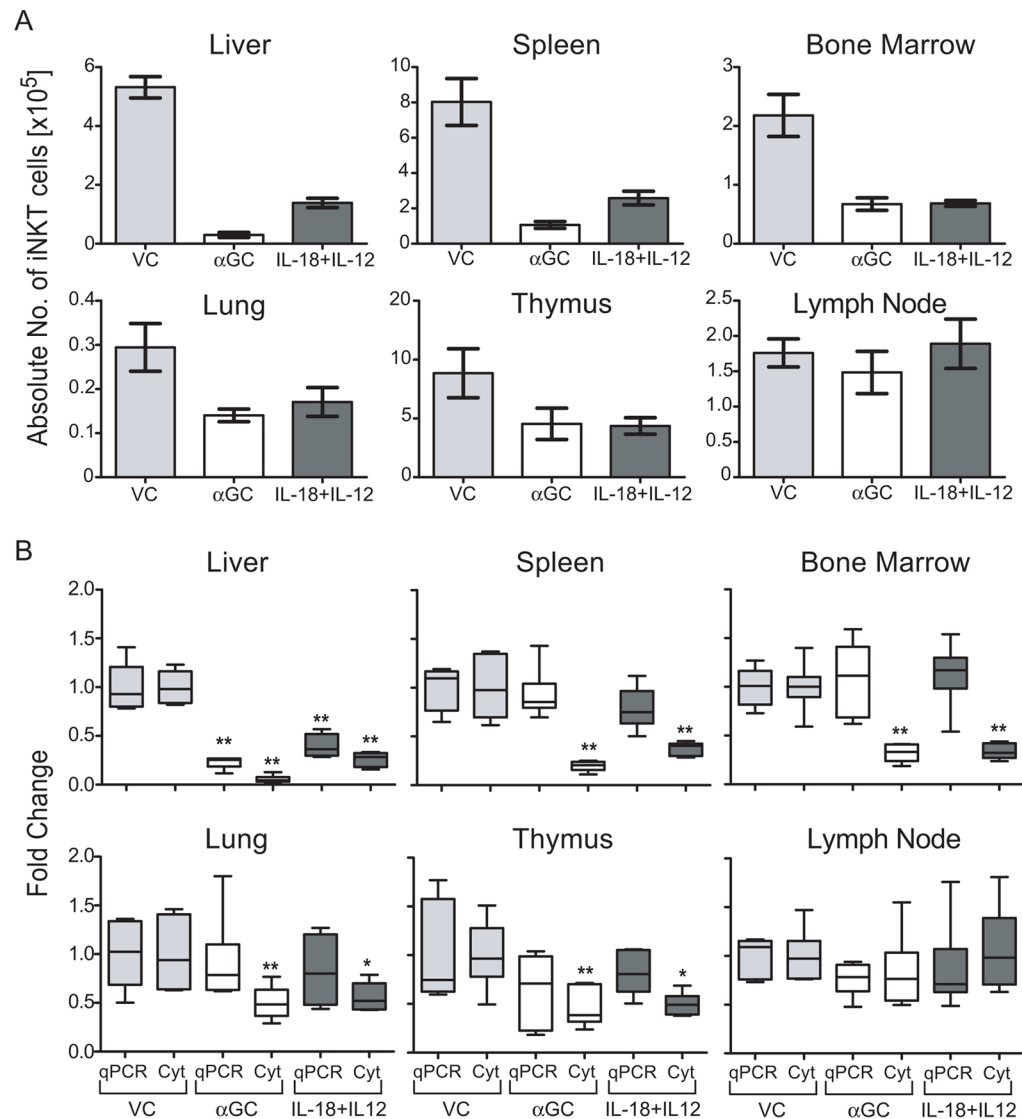 A
Liver Spleen Bone Marrow
Absolute No. of iNKT cells [x10⁵]
6
4
2
0
VC αGC IL-18+IL-12
10
8
6
4
2
0
VC αGC IL-18+IL-12
3
2
1
0
VC αGC IL-18+IL-12
Lung Thymus Lymph Node
0.4
0.3
0.2
0.1
0
VC αGC IL-18+IL-12
20
10
10
5
0
VC αGC IL-18+IL-12
2.5
2.0
1.5
1.5
0.5
0
VC αGC IL-18+IL-12
B
Liver Spleen Bone Marrow
Fold Change
2.0
1.5
1.0
0.5
0.0
** ** ** **
** **
** **
Lung Thymus Lymph Node
2.0
1.5
1.0
0.5
0.0
** *
** *
qPCR Cyt qPCR Cyt qPCR Cyt
VC αGC IL-18+IL12
qPCR Cyt qPCR Cyt qPCR Cyt
VC αGC IL-18+IL12
qPCR Cyt qPCR Cyt qPCR Cyt
VC αGC IL-18+IL12